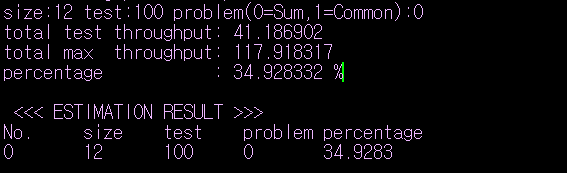 size:12 test:100 problem(0=Sum,1=Common):0
total test throughput: 41.186902
total max throughput: 117.918317
percentage : 34.928332 %
<<< ESTIMATION RESULT >>>
No. size test problem percentage
0 12 100 0 34.9283